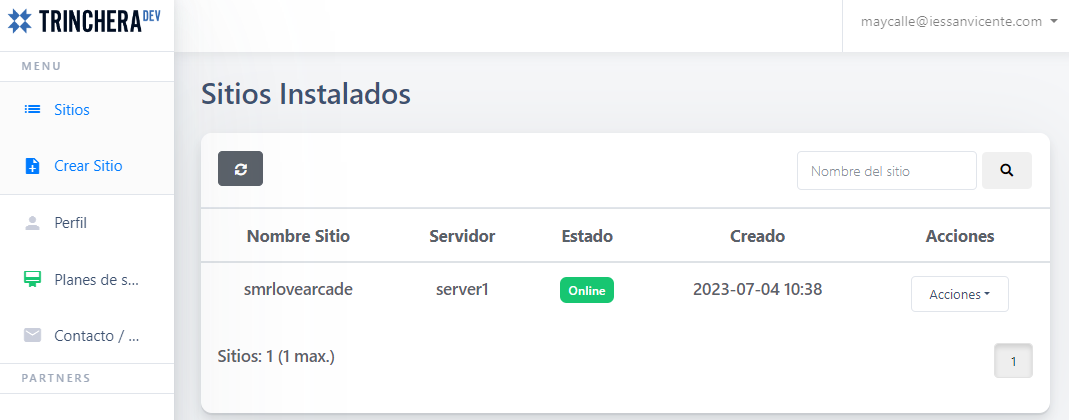 TRINCHERA DEV
maycalle@iessanvicente.com
MENU
Sitios
Crear Sitio
Perfil
Planes de s...
Contacto / ...
PARTNERS
Sitios Instalados
Nombre del sitio
Nombre Sitio Servidor Estado Creado Acciones
smrlovearcade server1 Online 2023-07-04 10:38 Acciones
Sitios: 1 (1 max.)
1